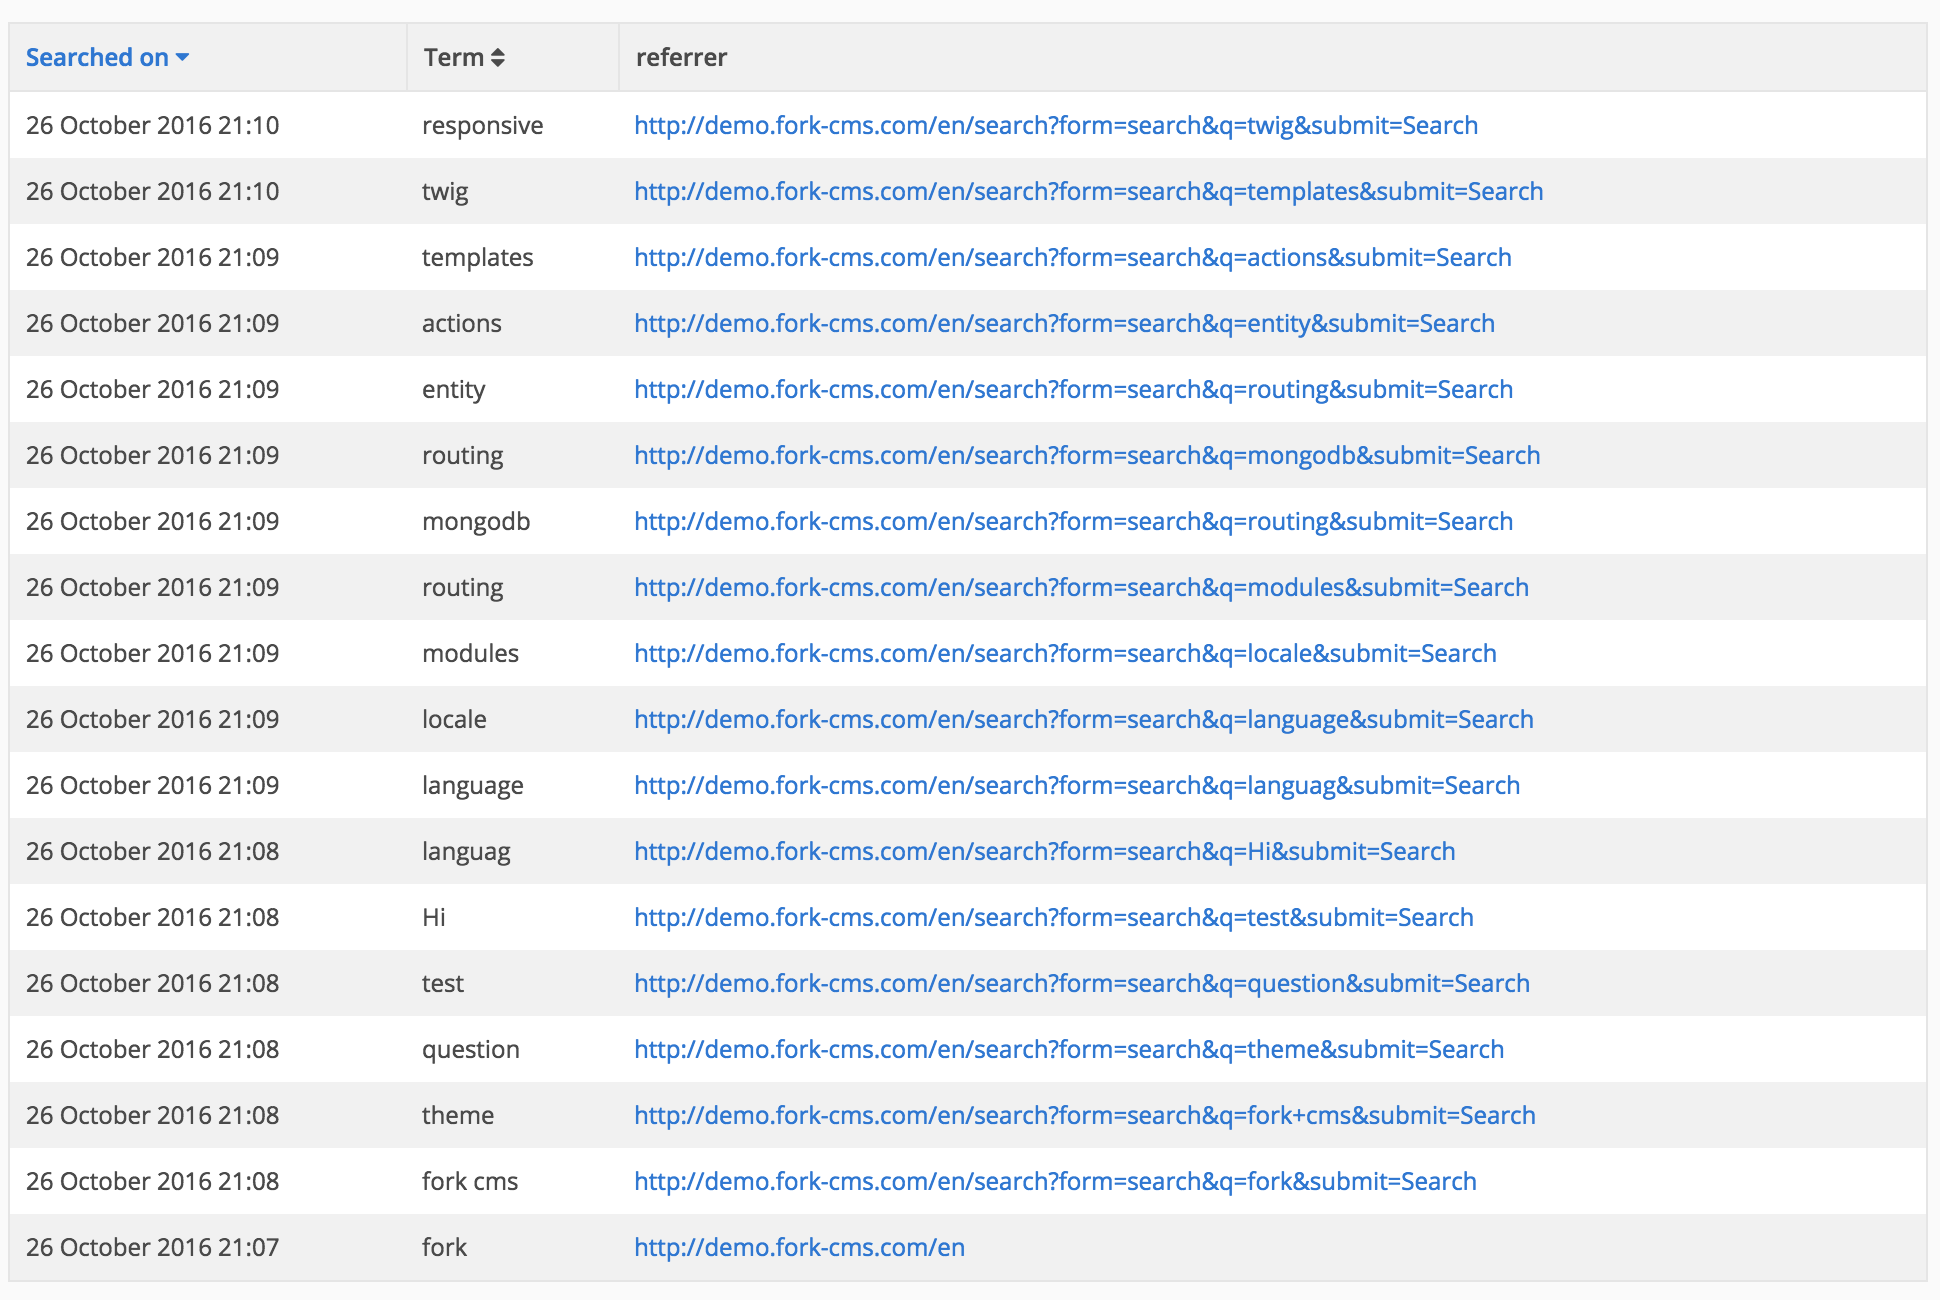 Searched on Term referrer
26 October 2016 21:10 responsive http://demo.fork-cms.com/en/search?form=search&q=twig&submit=Search
26 October 2016 21:10 twig http://demo.fork-cms.com/en/search?form=search&q=templates&submit=Search
26 October 2016 21:09 templates http://demo.fork-cms.com/en/search?form=search&q=actions&submit=Search
26 October 2016 21:09 actions http://demo.fork-cms.com/en/search?form=search&q=entity&submit=Search
26 October 2016 21:09 entity http://demo.fork-cms.com/en/search?form=search&q=routing&submit=Search
26 October 2016 21:09 routing http://demo.fork-cms.com/en/search?form=search&q=mongodb&submit=Search
26 October 2016 21:09 mongodb http://demo.fork-cms.com/en/search?form=search&q=routing&submit=Search
26 October 2016 21:09 routing http://demo.fork-cms.com/en/search?form=search&q=modules&submit=Search
26 October 2016 21:09 modules http://demo.fork-cms.com/en/search?form=search&q=locale&submit=Search
26 October 2016 21:09 locale http://demo.fork-cms.com/en/search?form=search&q=language&submit=Search
26 October 2016 21:09 language http://demo.fork-cms.com/en/search?form=search&q=languag&submit=Search
26 October 2016 21:08 languag http://demo.fork-cms.com/en/search?form=search&q=Hi&submit=Search
26 October 2016 21:08 Hi http://demo.fork-cms.com/en/search?form=search&q=test&submit=Search
26 October 2016 21:08 test http://demo.fork-cms.com/en/search?form=search&q=question&submit=Search
26 October 2016 21:08 question http://demo.fork-cms.com/en/search?form=search&q=theme&submit=Search
26 October 2016 21:08 theme http://demo.fork-cms.com/en/search?form=search&q=fork+cms&submit=Search
26 October 2016 21:08 fork cms http://demo.fork-cms.com/en/search?form=search&q=fork&submit=Search
26 October 2016 21:07 fork http://demo.fork-cms.com/en